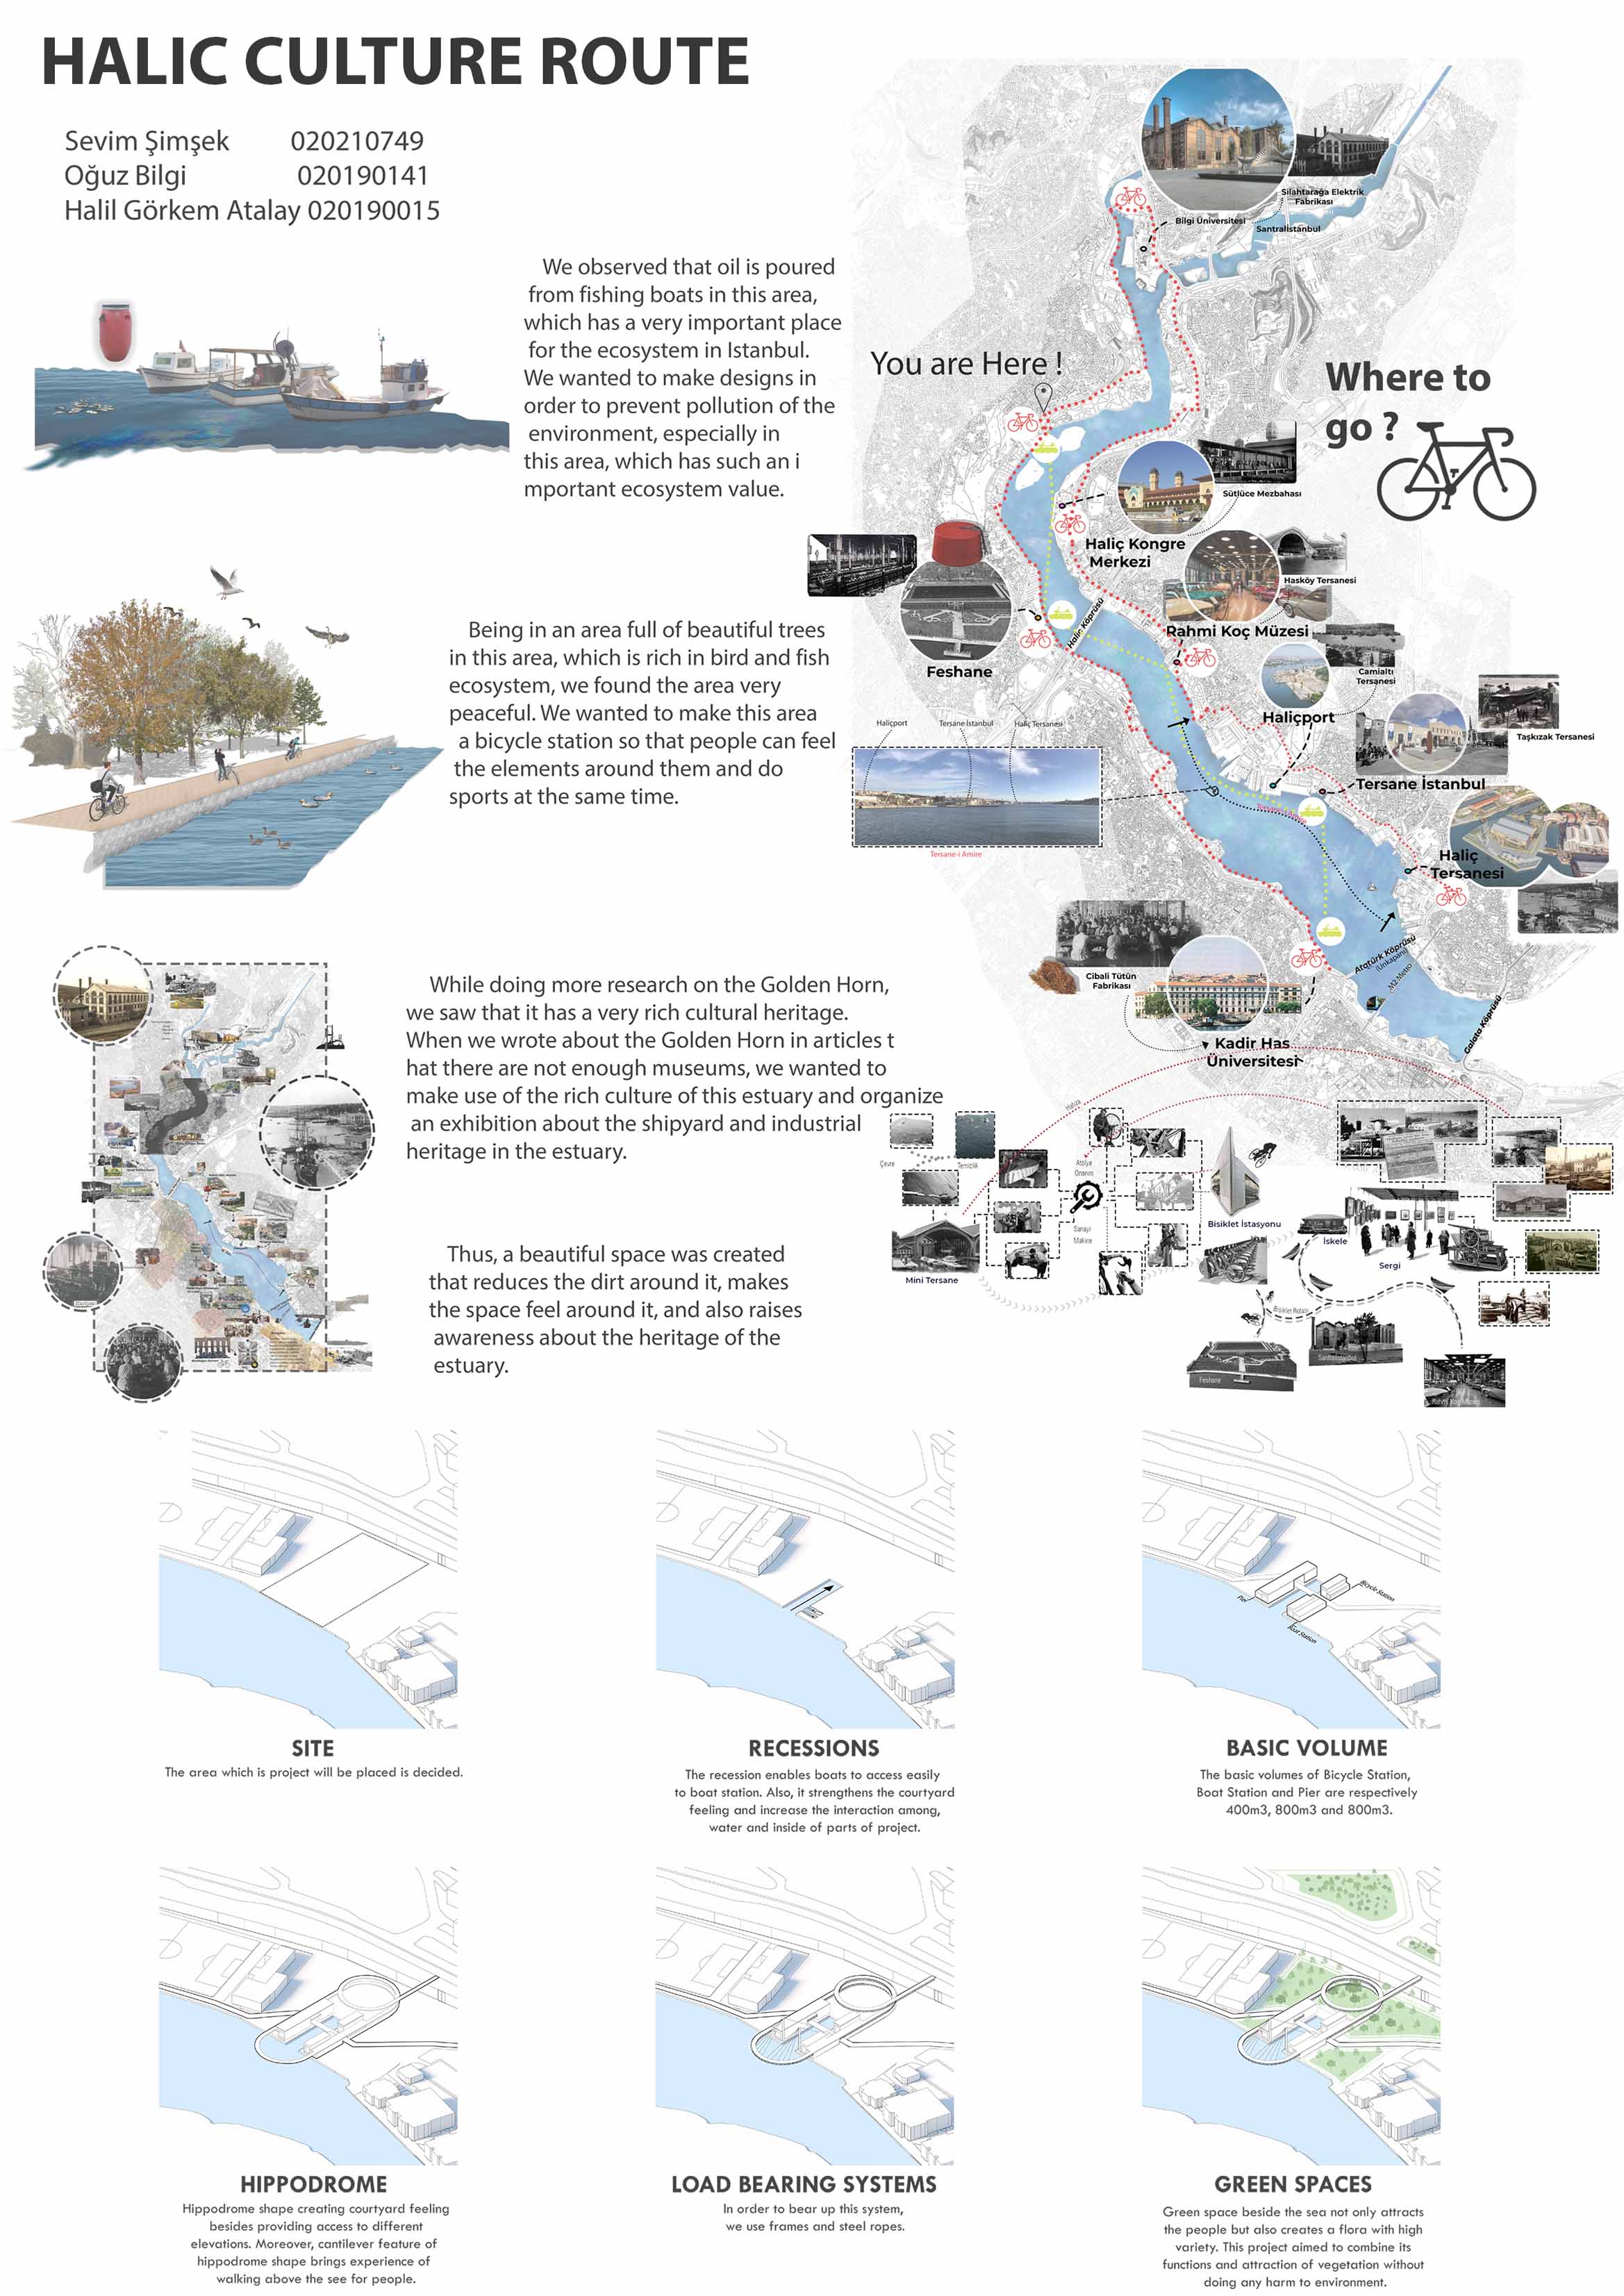 HALIC CULTURE ROUTE
Sevim Şimşek 020210749
Oğuz Bilgi 020190141
Halil Görkem Atalay 020190015
We observed that oil is poured
from fishing boats in this area,
which has a very important place
for the ecosystem in Istanbul.
We wanted to make designs in
order to prevent pollution of the
environment, especially in
this area, which has such an i
mportant ecosystem value.
Being in an area full of beautiful trees
in this area, which is rich in bird and fish
ecosystem, we found the area very
peaceful. We wanted to make this area
a bicycle station so that people can feel
the elements around them and do
sports at the same time.
While doing more research on the Golden Horn,
we saw that it has a very rich cultural heritage.
When we wrote about the Golden Horn in articles t
hat there are not enough museums, we wanted to
make use of the rich culture of this estuary and organize
an exhibition about the shipyard and industrial
heritage in the estuary.
Thus, a beautiful space was created
that reduces the dirt around it, makes
the space feel around it, and also raises
awareness about the heritage of the
estuary.
Silahtarağa Elektrik
Fabrikası
Bilgi Üniversitesi
Santralistanbul
You are Here !
Where to
go ?
Sütlüce Mezbahası
Haliç Kongre
Merkezi
Hasköy Tersanesi
Haliç Köprüsü
Rahmi Koç Müzesi
Feshane
Camialtı
Tersanesi
Haliçport
Haliçport
Tersane İstanbul
Haliç Tersanesi
Taşkızak Tersanesi
Tersane İstanbul
Tersane-i Amire
Tersane-i Amire
Haliç
Tersanesi
Cibali Tütün
Fabrikası
Atatürk Köprüsü
(Unkapanı)
M2 Metro
Galata Köprüsü
Kadir Has
Üniversitesi
Hafıza
Çevre
Temizlik
Atolye
Onarım
Sanayi
Makine
Mini Tersane
Bisiklet İstasyonu
İskele
Sergi
Bisiklet Rotası
Feshane
Santralistanbul
Rahmi Koç Müzesi
SITE
The area which is project will be placed is decided.
RECESSIONS
The recession enables boats to access easily
to boat station. Also, it strengthens the courtyard
feeling and increase the interaction among,
water and inside of parts of project.
Pier
Bicycle Station
Boat Station
BASIC VOLUME
The basic volumes of Bicycle Station,
Boat Station and Pier are respectively
400m3, 800m3 and 800m3.
HIPPODROME
Hippodrome shape creating courtyard feeling
besides providing access to different
elevations. Moreover, cantilever feature of
hippodrome shape brings experience of
walking above the see for people.
LOAD BEARING SYSTEMS
In order to bear up this system,
we use frames and steel ropes.
GREEN SPACES
Green space beside the sea not only attracts
the people but also creates a flora with high
variety. This project aimed to combine its
functions and attraction of vegetation without
doing any harm to environment.